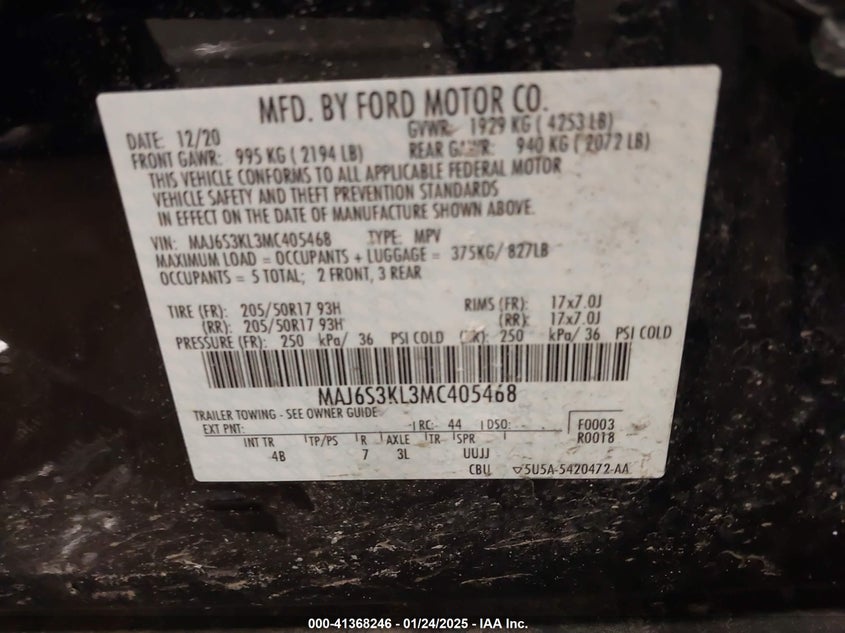 MFD. BY FORD MOTOR CO.
DATE: 12/20 GVWR: 1929 KG ( 4253 LB)
FRONT GAWR: 995 KG ( 2194 LB) REAR GAWR: 940 KG ( 2072 LB)
THIS VEHICLE CONFORMS TO ALL APPLICABLE FEDERAL MOTOR
VEHICLE SAFETY AND THEFT PREVENTION STANDARDS
IN EFFECT ON THE DATE OF MANUFACTURE SHOWN ABOVE.
VIN: MAJ6S3KL3MC405468 TYPE: MPV
MAXIMUM LOAD = OCCUPANTS + LUGGAGE = 375KG/ 827LB
OCCUPANTS = 5 TOTAL; 2 FRONT, 3 REAR
TIRE (FR): 205/50R17 93H RIMS (FR): 17x7.0J
(RR): 205/50R17 93H (RR): 17x7.0J
PRESSURE (FR): 250 kPa/ 36 PSI COLD 250 kPa/ 36 PSI COLD
MAJ6S3KL3MC405468
TRAILER TOWING - SEE OWNER GUIDE
EXT PNT: RC: 44 DSO: F0003
INT TR TP/PS R AXLE TR SPR R0018
4B 7 3L UUJJ
CBU ▽5U5A-5420472-AA
000-41368246 - 01/24/2025 - IAA Inc.